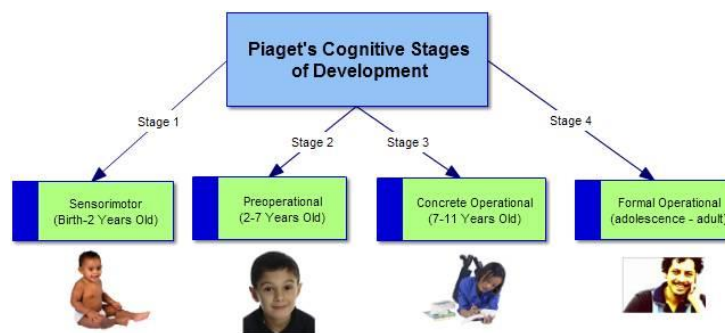 Piaget's Cognitive Stages
of Development
Stage 1
Stage 2
Stage 3
Stage 4
Sensorimotor
(Birth-2 Years Old)
Preoperational
(2-7 Years Old)
Concrete Operational
(7-11 Years Old)
Formal Operational
(adolescence - adult)